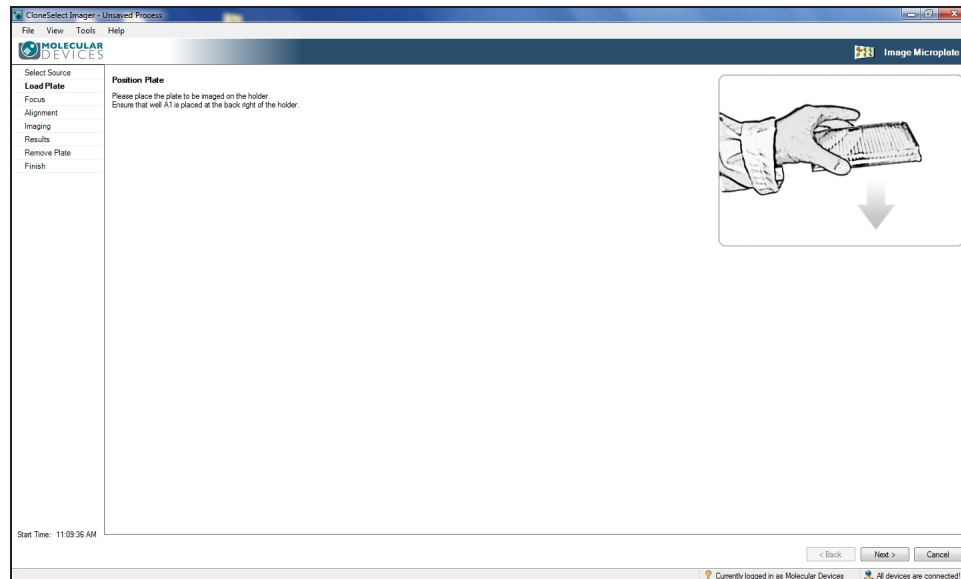 CloneSelect Imager - Unsaved Process
File View Tools Help
MOLECULAR
DEVICES
Image Microplate
Select Source
Load Plate
Focus
Alignment
Imaging
Results
Remove Plate
Finish
Position Plate
Please place the plate to be imaged on the holder.
Ensure that well A1 is placed at the back right of the holder.
Start Time: 11:09:36 AM
< Back Next > Cancel
Currently logged in as Molecular Devices All devices are connected!